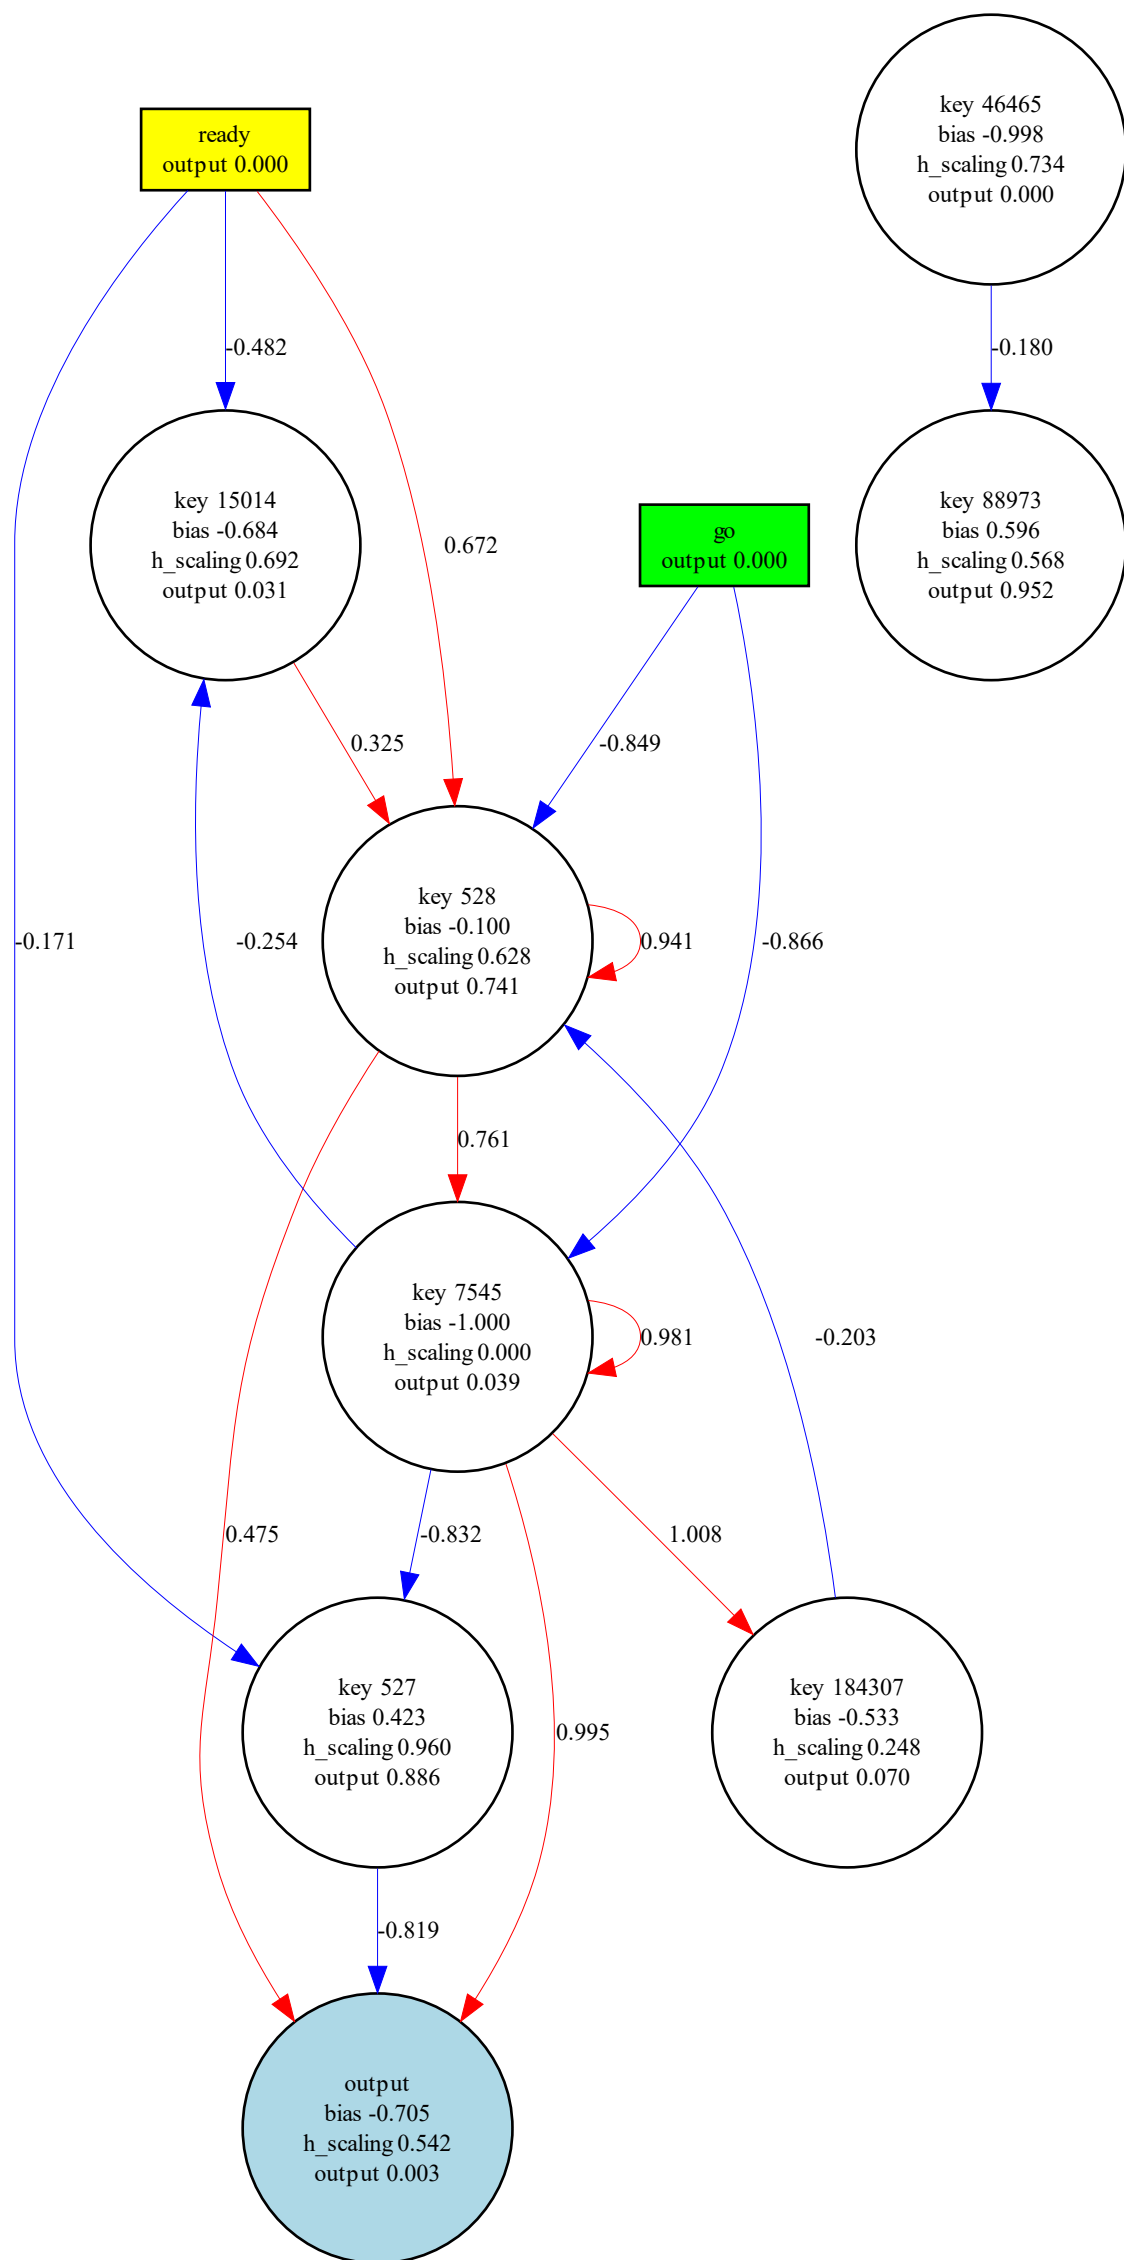 key 46465
bias -0.998
h_scaling 0.734
output 0.000
ready
output 0.000
-0.482
-0.180
key 15014
bias -0.684
h_scaling 0.692
output 0.031
0.672
go
output 0.000
key 88973
bias 0.596
h_scaling 0.568
output 0.952
0.325
-0.849
key 528
bias -0.100
h_scaling 0.628
output 0.741
-0.171
-0.254
0.941
-0.866
0.761
key 7545
bias -1.000
h_scaling 0.000
output 0.039
0.981
-0.203
0.475
-0.832
1.008
key 527
bias 0.423
h_scaling 0.960
output 0.886
0.995
key 184307
bias -0.533
h_scaling 0.248
output 0.070
-0.819
output
bias -0.705
h_scaling 0.542
output 0.003